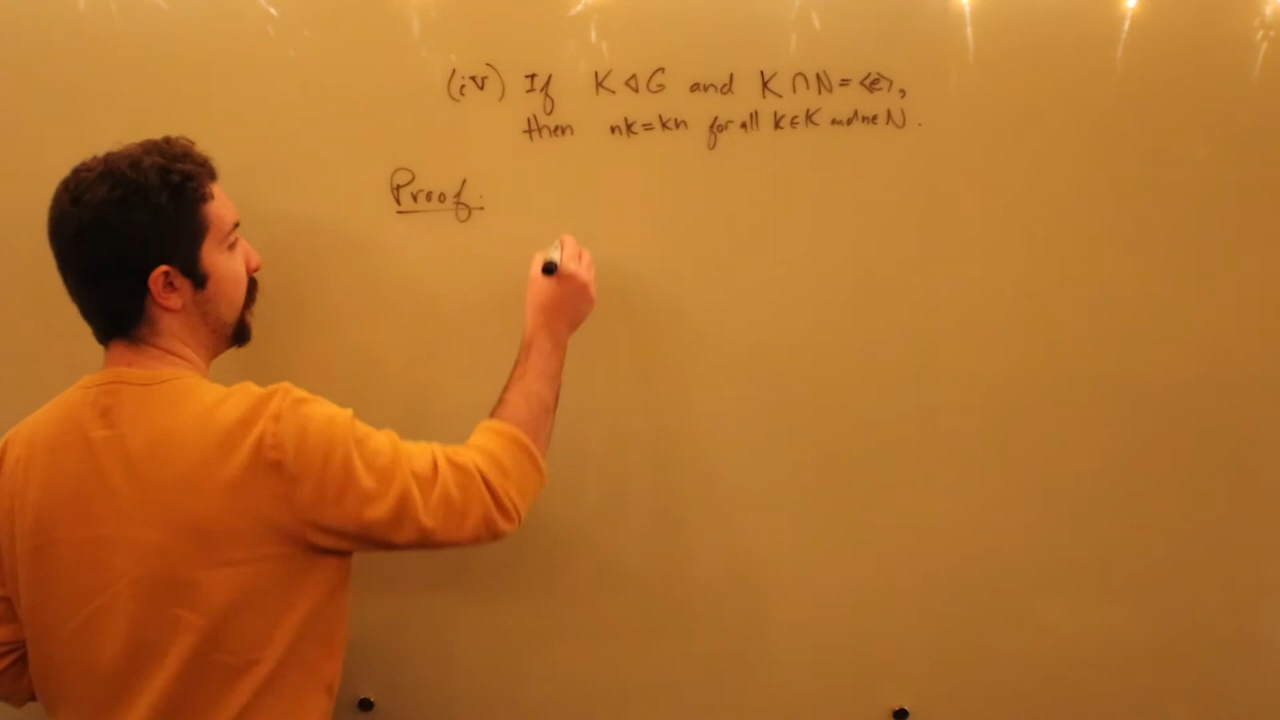 (iv) If K ◁ G and K ∩ N = <e>,
then nk = kn for all k ∈ K and n ∈ N.
Proof.